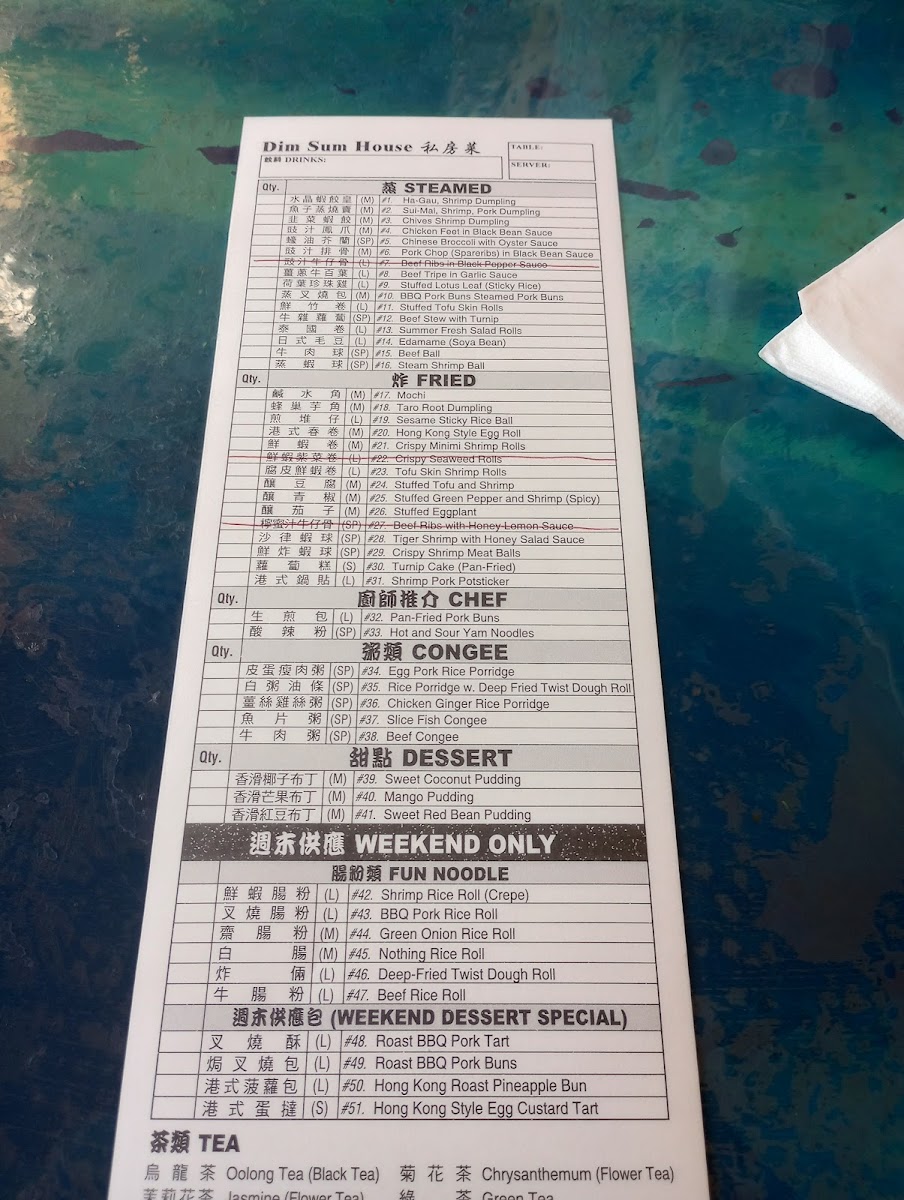 Dim Sum House 私房菜
TABLE:
飲料 DRINKS:
SERVER:
Qty. 蒸 STEAMED
水晶蝦餃皇 (M) #1. Ha-Gau, Shrimp Dumpling
魚子蒸燒賣 (M) #2. Sui-Mai, Shrimp, Pork Dumpling
韭菜蝦餃 (M) #3. Chives Shrimp Dumpling
豉汁鳳爪 (M) #4. Chicken Feet in Black Bean Sauce
蠔油芥蘭 (SP) #5. Chinese Broccoli with Oyster Sauce
豉汁排骨 (M) #6. Pork Chop (Spareribs) in Black Bean Sauce
豉汁牛仔骨 (L) #7. Beef Ribs in Black Pepper Sauce
薑蔥牛百葉 (L) #8. Beef Tripe in Garlic Sauce
荷葉珍珠雞 (L) #9. Stuffed Lotus Leaf (Sticky Rice)
蒸叉燒包 (M) #10. BBQ Pork Buns Steamed Pork Buns
鮮竹卷 (L) #11. Stuffed Tofu Skin Rolls
牛雜蘿蔔 (SP) #12. Beef Stew with Turnip
泰國卷 (L) #13. Summer Fresh Salad Rolls
日式毛豆 (L) #14. Edamame (Soya Bean)
牛肉球 (SP) #15. Beef Ball
蒸蝦球 (SP) #16. Steam Shrimp Ball
Qty. 炸 FRIED
鹹水角 (M) #17. Mochi
蜂巢芋角 (M) #18. Taro Root Dumpling
煎堆仔 (L) #19. Sesame Sticky Rice Ball
港式春卷 (M) #20. Hong Kong Style Egg Roll
鮮蝦卷 (M) #21. Crispy Minimi Shrimp Rolls
鮮蝦紫菜卷 (L) #22. Crispy Seaweed Rolls
腐皮鮮蝦卷 (L) #23. Tofu Skin Shrimp Rolls
釀豆腐 (M) #24. Stuffed Tofu and Shrimp
釀青椒 (M) #25. Stuffed Green Pepper and Shrimp (Spicy)
釀茄子 (M) #26. Stuffed Eggplant
檸蜜汁牛仔骨 (SP) #27. Beef Ribs with Honey Lemon Sauce
沙律蝦球 (SP) #28. Tiger Shrimp with Honey Salad Sauce
鮮炸蝦球 (SP) #29. Crispy Shrimp Meat Balls
蘿蔔糕 (S) #30. Turnip Cake (Pan-Fried)
港式鍋貼 (L) #31. Shrimp Pork Potsticker
Qty. 廚師推介 CHEF
生煎包 (L) #32. Pan-Fried Pork Buns
酸辣粉 (SP) #33. Hot and Sour Yam Noodles
Qty. 粥類 CONGEE
皮蛋瘦肉粥 (SP) #34. Egg Pork Rice Porridge
白粥油條 (SP) #35. Rice Porridge w. Deep Fried Twist Dough Roll
薑絲雞絲粥 (SP) #36. Chicken Ginger Rice Porridge
魚片粥 (SP) #37. Slice Fish Congee
牛肉粥 (SP) #38. Beef Congee
Qty. 甜點 DESSERT
香滑椰子布丁 (M) #39. Sweet Coconut Pudding
香滑芒果布丁 (M) #40. Mango Pudding
香滑紅豆布丁 (M) #41. Sweet Red Bean Pudding
週末供應 WEEKEND ONLY
腸粉類 FUN NOODLE
鮮蝦腸粉 (L) #42. Shrimp Rice Roll (Crepe)
叉燒腸粉 (L) #43. BBQ Pork Rice Roll
齋腸粉 (M) #44. Green Onion Rice Roll
白腸 (M) #45. Nothing Rice Roll
炸倆 (L) #46. Deep-Fried Twist Dough Roll
牛腸粉 (L) #47. Beef Rice Roll
週末供應包 (WEEKEND DESSERT SPECIAL)
叉燒酥 (L) #48. Roast BBQ Pork Tart
焗叉燒包 (L) #49. Roast BBQ Pork Buns
港式菠蘿包 (L) #50. Hong Kong Roast Pineapple Bun
港式蛋撻 (S) #51. Hong Kong Style Egg Custard Tart
茶類 TEA
烏龍茶 Oolong Tea (Black Tea) 菊花茶 Chrysanthemum (Flower Tea)
茉莉花茶 Jasmine (Flower Tea) 綠茶 Green Tea